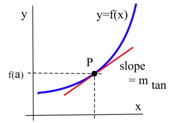 y
y=f(x)
P
f(a)
slope
= m tan
x